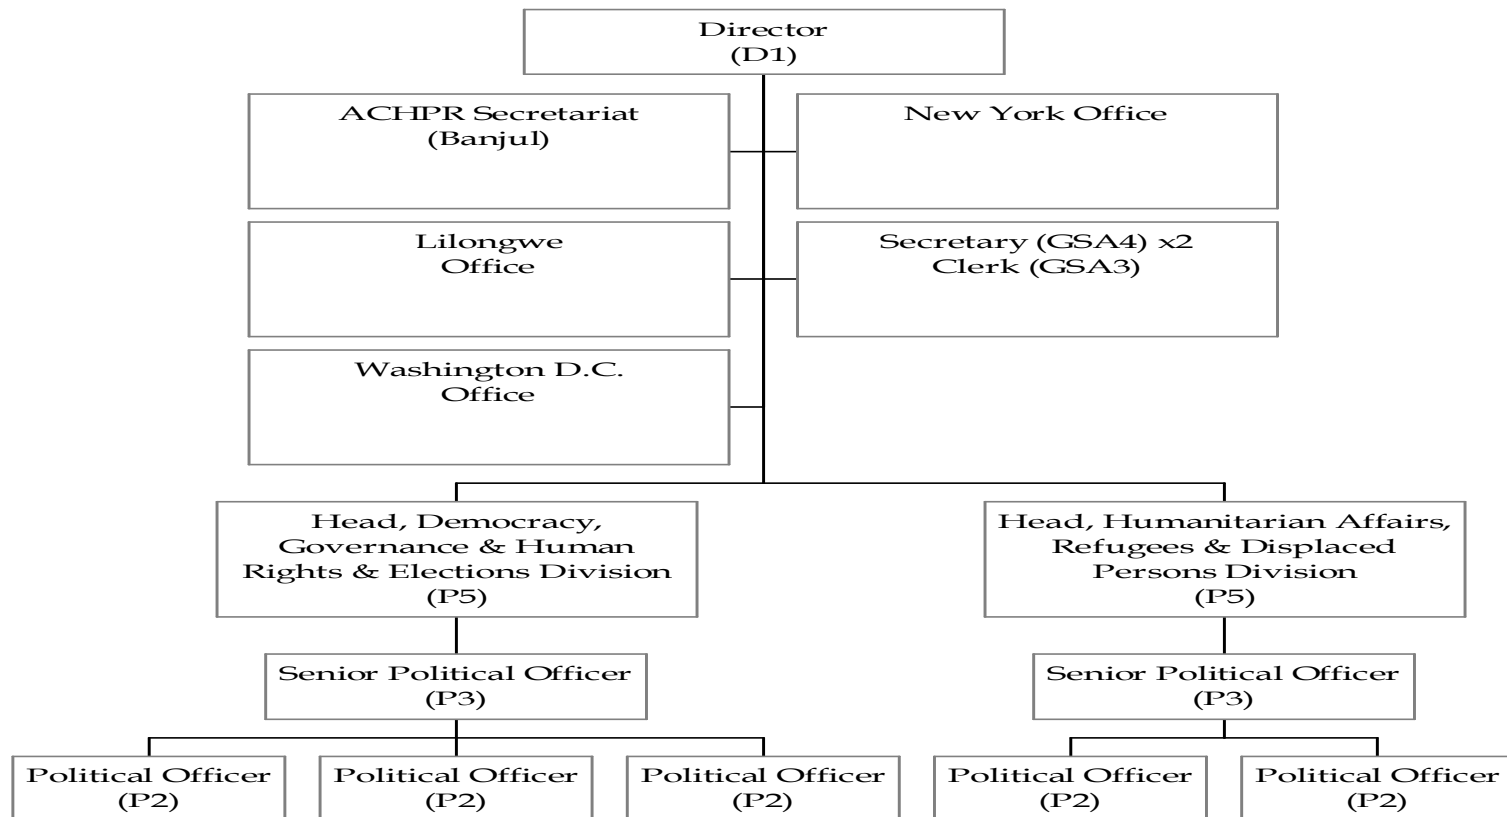 Director
(D1)
ACHPR Secretariat
(Banjul)
New York Office
Lilongwe
Office
Secretary (GSA4) x2
Clerk (GSA3)
Washington D.C.
Office
Head, Democracy,
Governance & Human
Rights & Elections Division
(P5)
Head, Humanitarian Affairs,
Refugees & Displaced
Persons Division
(P5)
Senior Political Officer
(P3)
Senior Political Officer
(P3)
Political Officer
(P2)
Political Officer
(P2)
Political Officer
(P2)
Political Officer
(P2)
Political Officer
(P2)